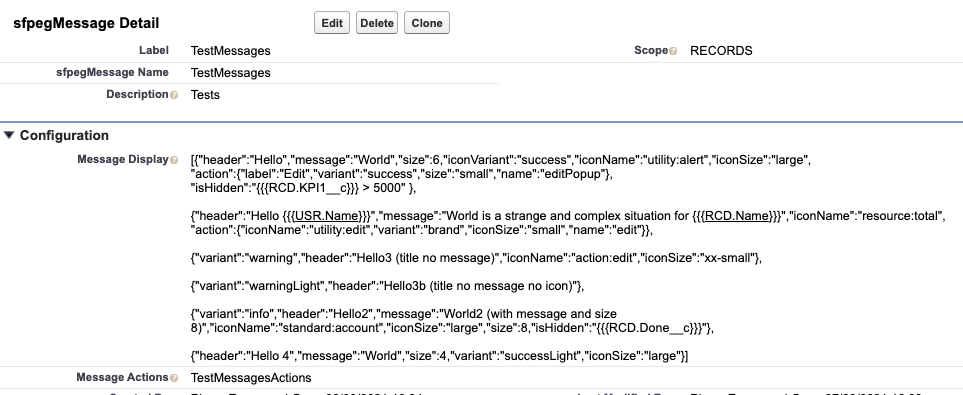 sfpegMessage Detail
Edit Delete Clone
Label TestMessages Scope RECORDS
sfpegMessage Name TestMessages
Description Tests
Configuration
Message Display [{"header":"Hello","message":"World","size":6,"iconVariant":"success","iconName":"utility:alert","iconSize":"large",
"action":{"label":"Edit","variant":"success","size":"small","name":"editPopup"},
"isHidden":"{{{RCD.KPI1__c}}} > 5000" },
{"header":"Hello {{{USR.Name}}}","message":"World is a strange and complex situation for {{{RCD.Name}}}","iconName":"resource:total",
"action":{"iconName":"utility:edit","variant":"brand","iconSize":"small","name":"edit"}},
{"variant":"warning","header":"Hello3 (title no message)","iconName":"action:edit","iconSize":"xx-small"},
{"variant":"warningLight","header":"Hello3b (title no message no icon)"},
{"variant":"info","header":"Hello2","message":"World2 (with message and size
8)","iconName":"standard:account","iconSize":"large","size":8,"isHidden":"{{{RCD.Done__c}}}"},
{"header":"Hello 4","message":"World","size":4,"variant":"successLight","iconSize":"large"}]
Message Actions TestMessagesActions